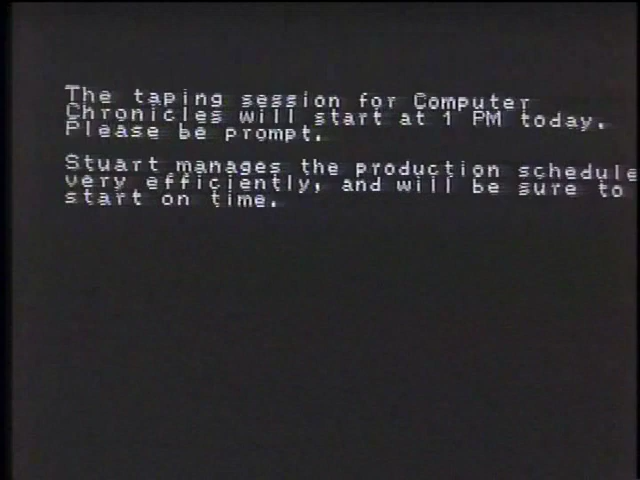 The taping session for Computer
Chronicles will start at 1 PM today.
Please be prompt.
Stuart manages the production schedule
very efficiently, and will be sure to
start on time.